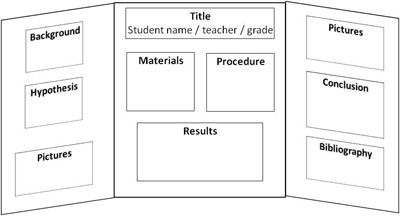 Background
Hypothesis
Pictures
Title
Student name / teacher / grade
Materials
Procedure
Results
Pictures
Conclusion
Bibliography